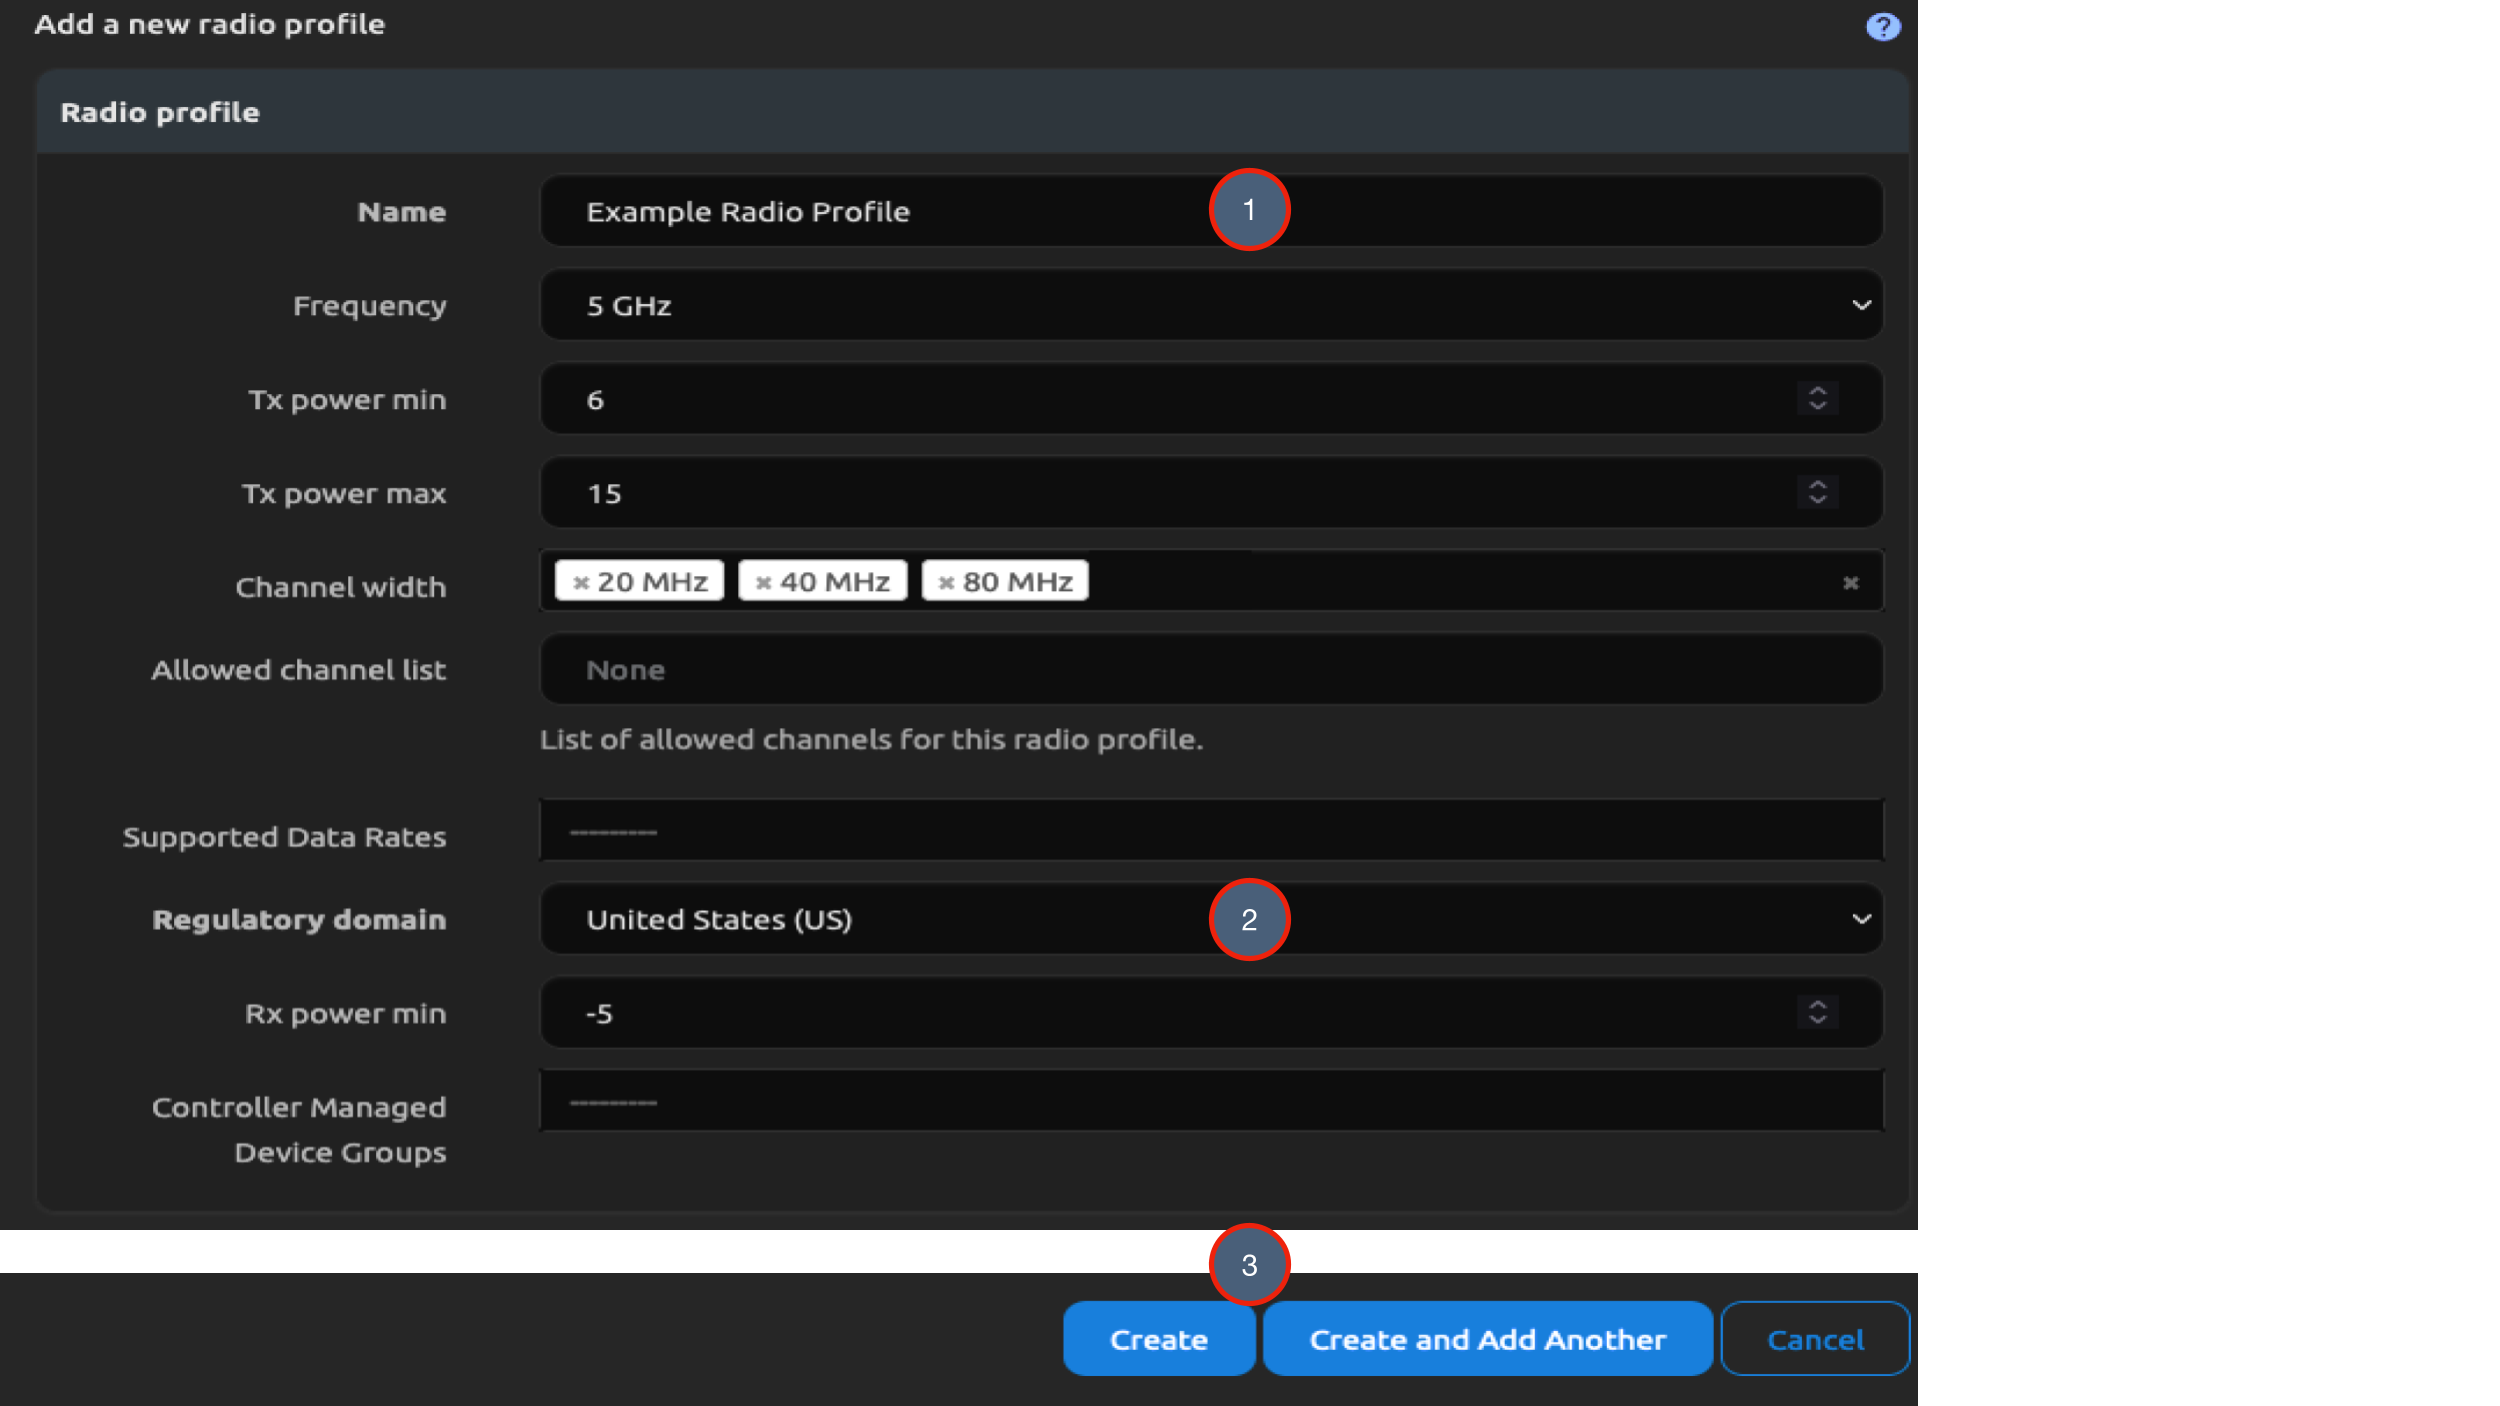 Add a new radio profile
?
Radio profile
Name Example Radio Profile 1
Frequency 5 GHz
Tx power min 6
Tx power max 15
Channel width × 20 MHz × 40 MHz × 80 MHz ×
Allowed channel list None
List of allowed channels for this radio profile.
Supported Data Rates ---------
Regulatory domain United States (US) 2
Rx power min -5
Controller Managed ---------
Device Groups
3
Create Create and Add Another Cancel